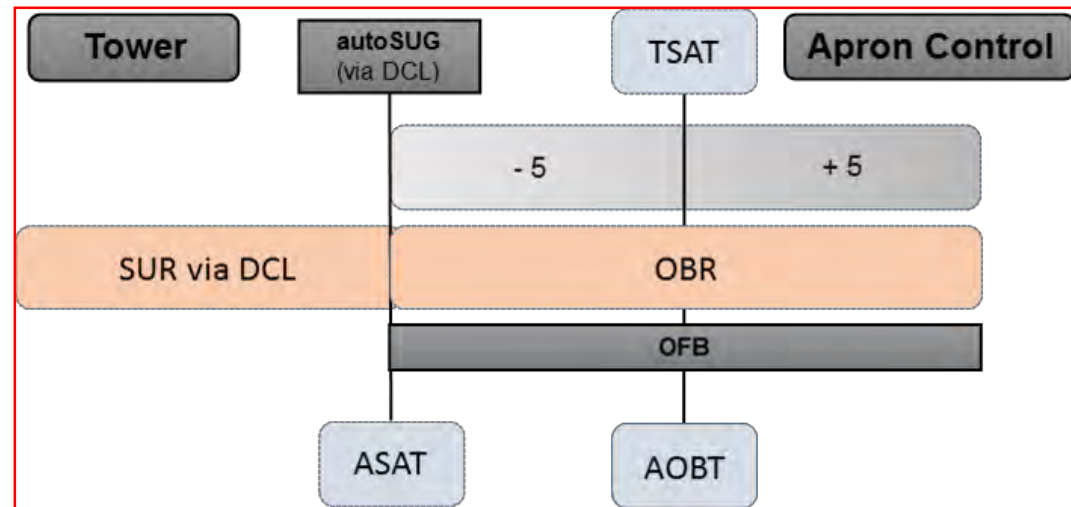 Tower
autoSUG
(via DCL)
TSAT
Apron Control
- 5
+ 5
SUR via DCL
OBR
OFB
ASAT
AOBT